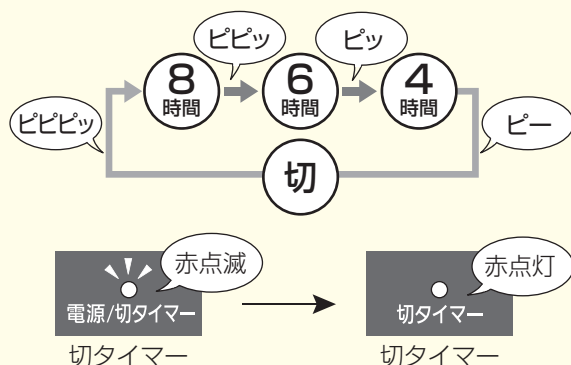 ピピッ
ピッ
8
時間
6
時間
4
時間
ピピピッ
ピー
切
赤点滅
電源/切タイマー
切タイマー
赤点灯
切タイマー
切タイマー